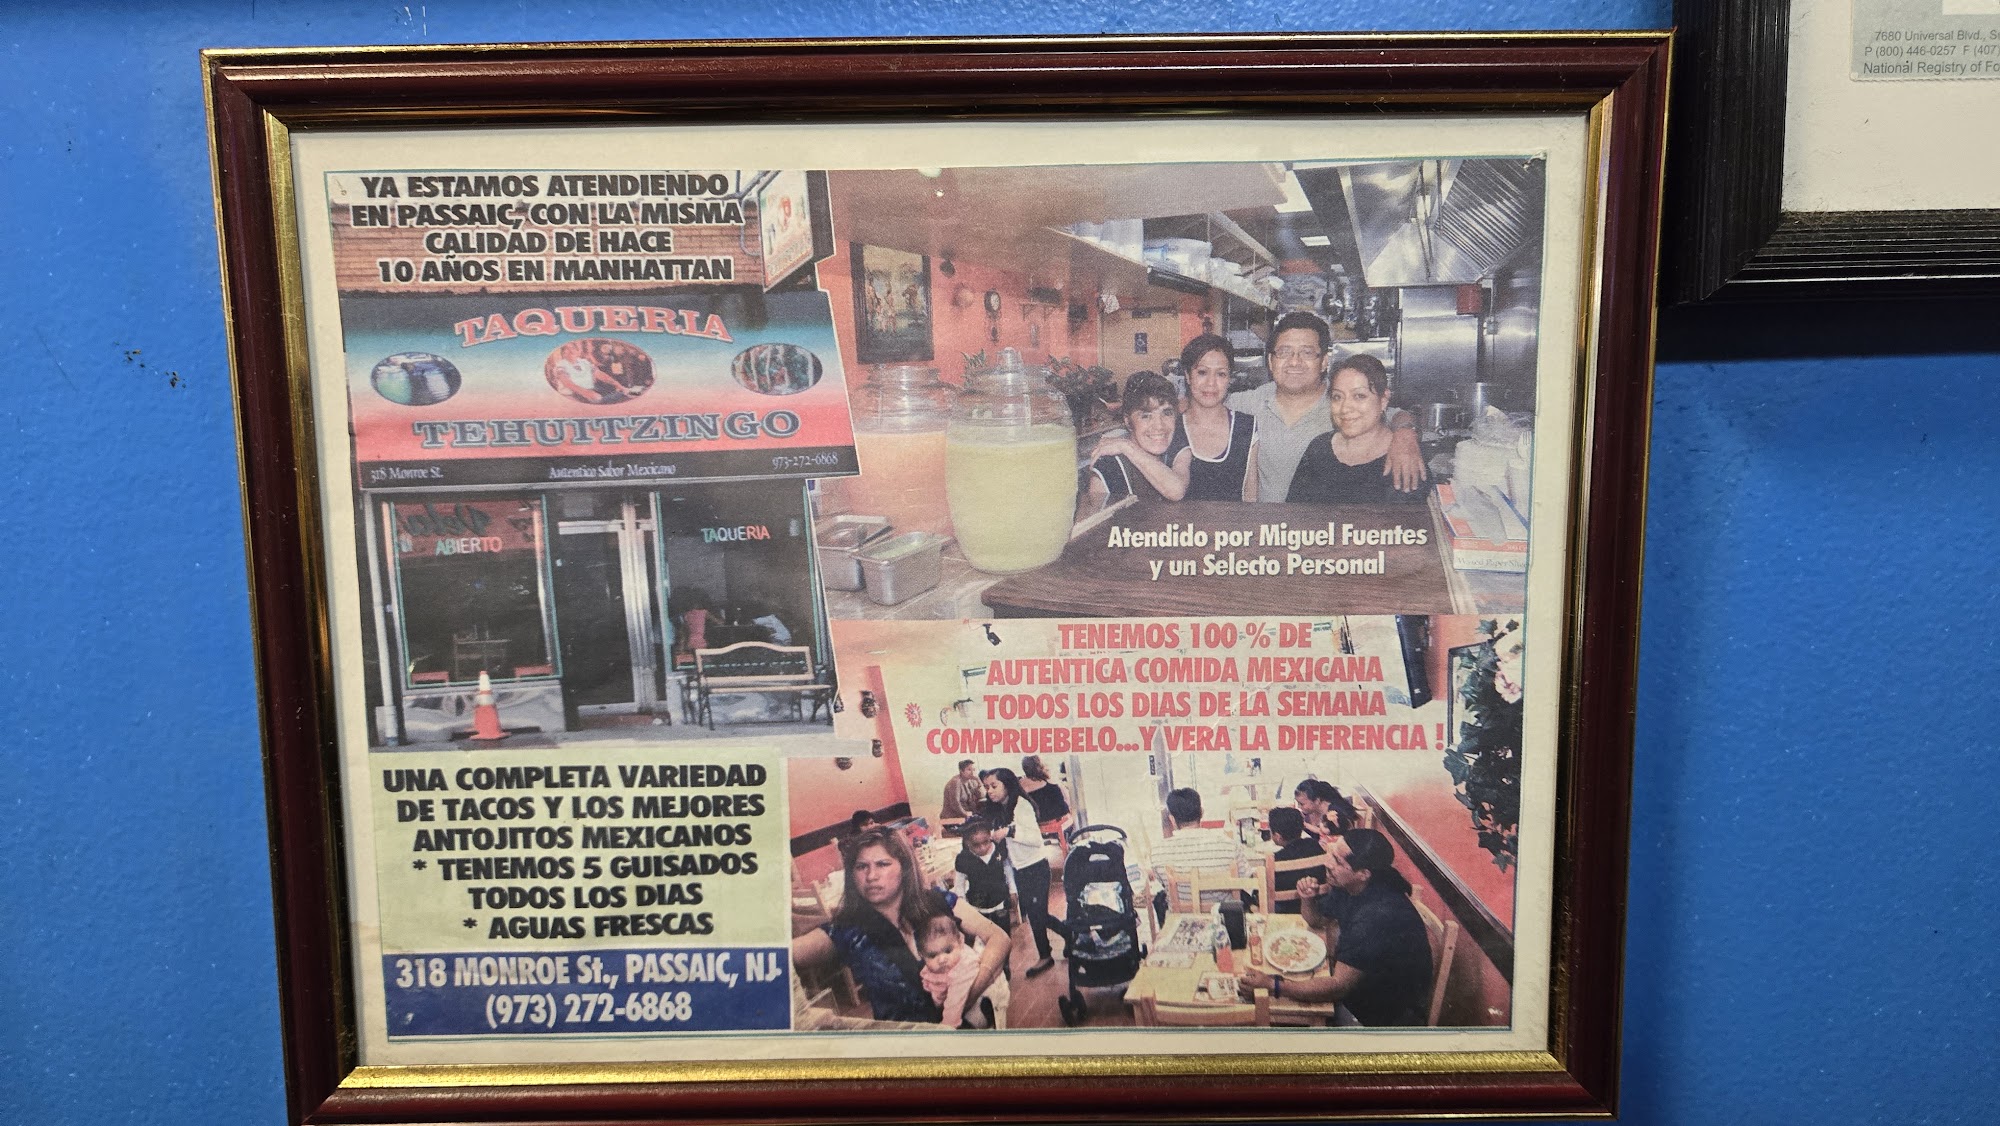 YA ESTAMOS ATENDIENDO
EN PASSAIC, CON LA MISMA
CALIDAD DE HACE
10 AÑOS EN MANHATTAN
TAQUERIA
TEHUITZINGO
318 Monroe St.
Autentico Sabor Mexicano
973-272-6868
ABIERTO
TAQUERIA
Atendido por Miguel Fuentes
y un Selecto Personal
TENEMOS 100 % DE
AUTENTICA COMIDA MEXICANA
TODOS LOS DIAS DE LA SEMANA
COMPRUEBELO...Y VERA LA DIFERENCIA !
UNA COMPLETA VARIEDAD
DE TACOS Y LOS MEJORES
ANTOJITOS MEXICANOS
* TENEMOS 5 GUISADOS
TODOS LOS DIAS
* AGUAS FRESCAS
318 MONROE St., PASSAIC, NJ.
(973) 272-6868
7680 Universal Blvd.,
P (800) 446-0257 F (407)
National Registry of